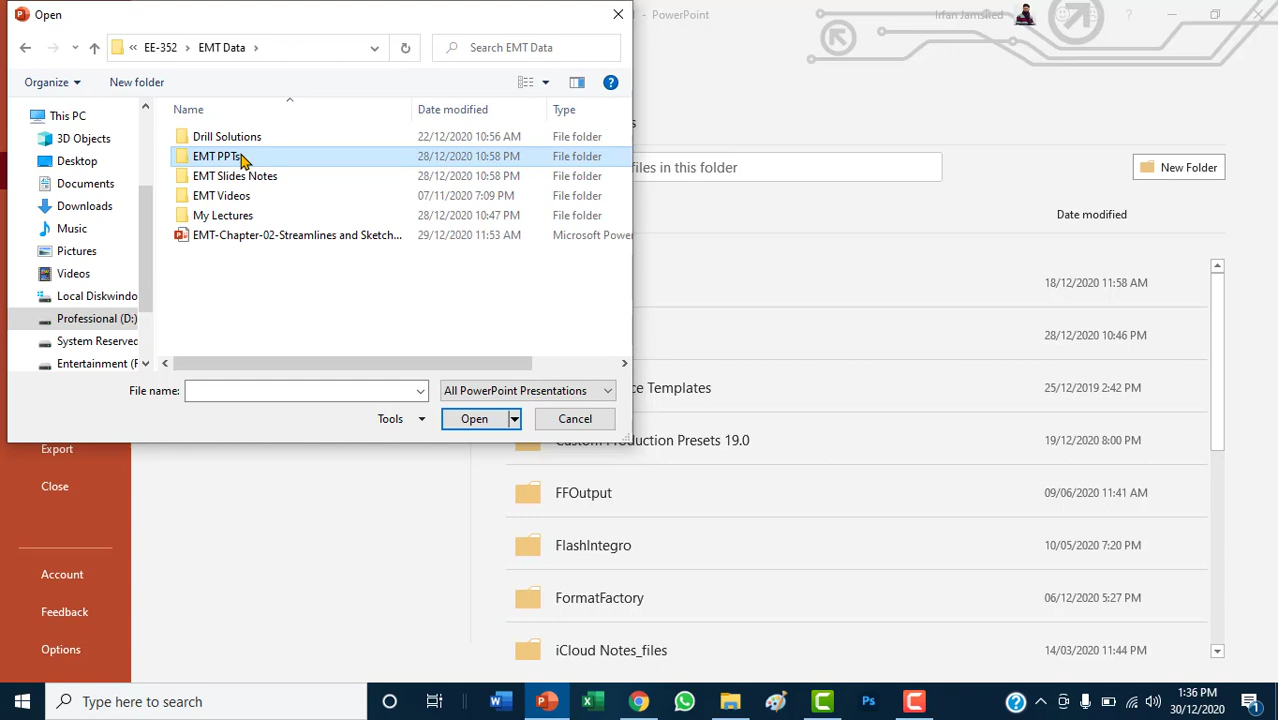 Open
PowerPoint
Irfan Jamshed
EE-352
EMT Data
Search EMT Data
Organize
New folder
Name
Date modified
Type
This PC
3D Objects
Desktop
Documents
Downloads
Music
Pictures
Videos
Local Diskwindo
Professional (D:)
System Reserved
Entertainment (F
Drill Solutions 22/12/2020 10:56 AM File folder
EMT PPTs 28/12/2020 10:58 PM File folder
EMT Slides Notes 28/12/2020 10:58 PM File folder
EMT Videos 07/11/2020 7:09 PM File folder
My Lectures 28/12/2020 10:47 PM File folder
EMT-Chapter-02-Streamlines and Sketch... 29/12/2020 11:53 AM Microsoft Power
File name:
All PowerPoint Presentations
Tools
Open
Cancel
files in this folder
New Folder
Date modified
18/12/2020 11:58 AM
28/12/2020 10:46 PM
ce Templates 25/12/2019 2:42 PM
Custom Production Presets 19.0 19/12/2020 8:00 PM
FFOutput 09/06/2020 11:41 AM
FlashIntegro 10/05/2020 7:20 PM
FormatFactory 06/12/2020 5:27 PM
iCloud Notes_files 14/03/2020 11:44 PM
Export
Close
Account
Feedback
Options
Type here to search
1:36 PM
30/12/2020